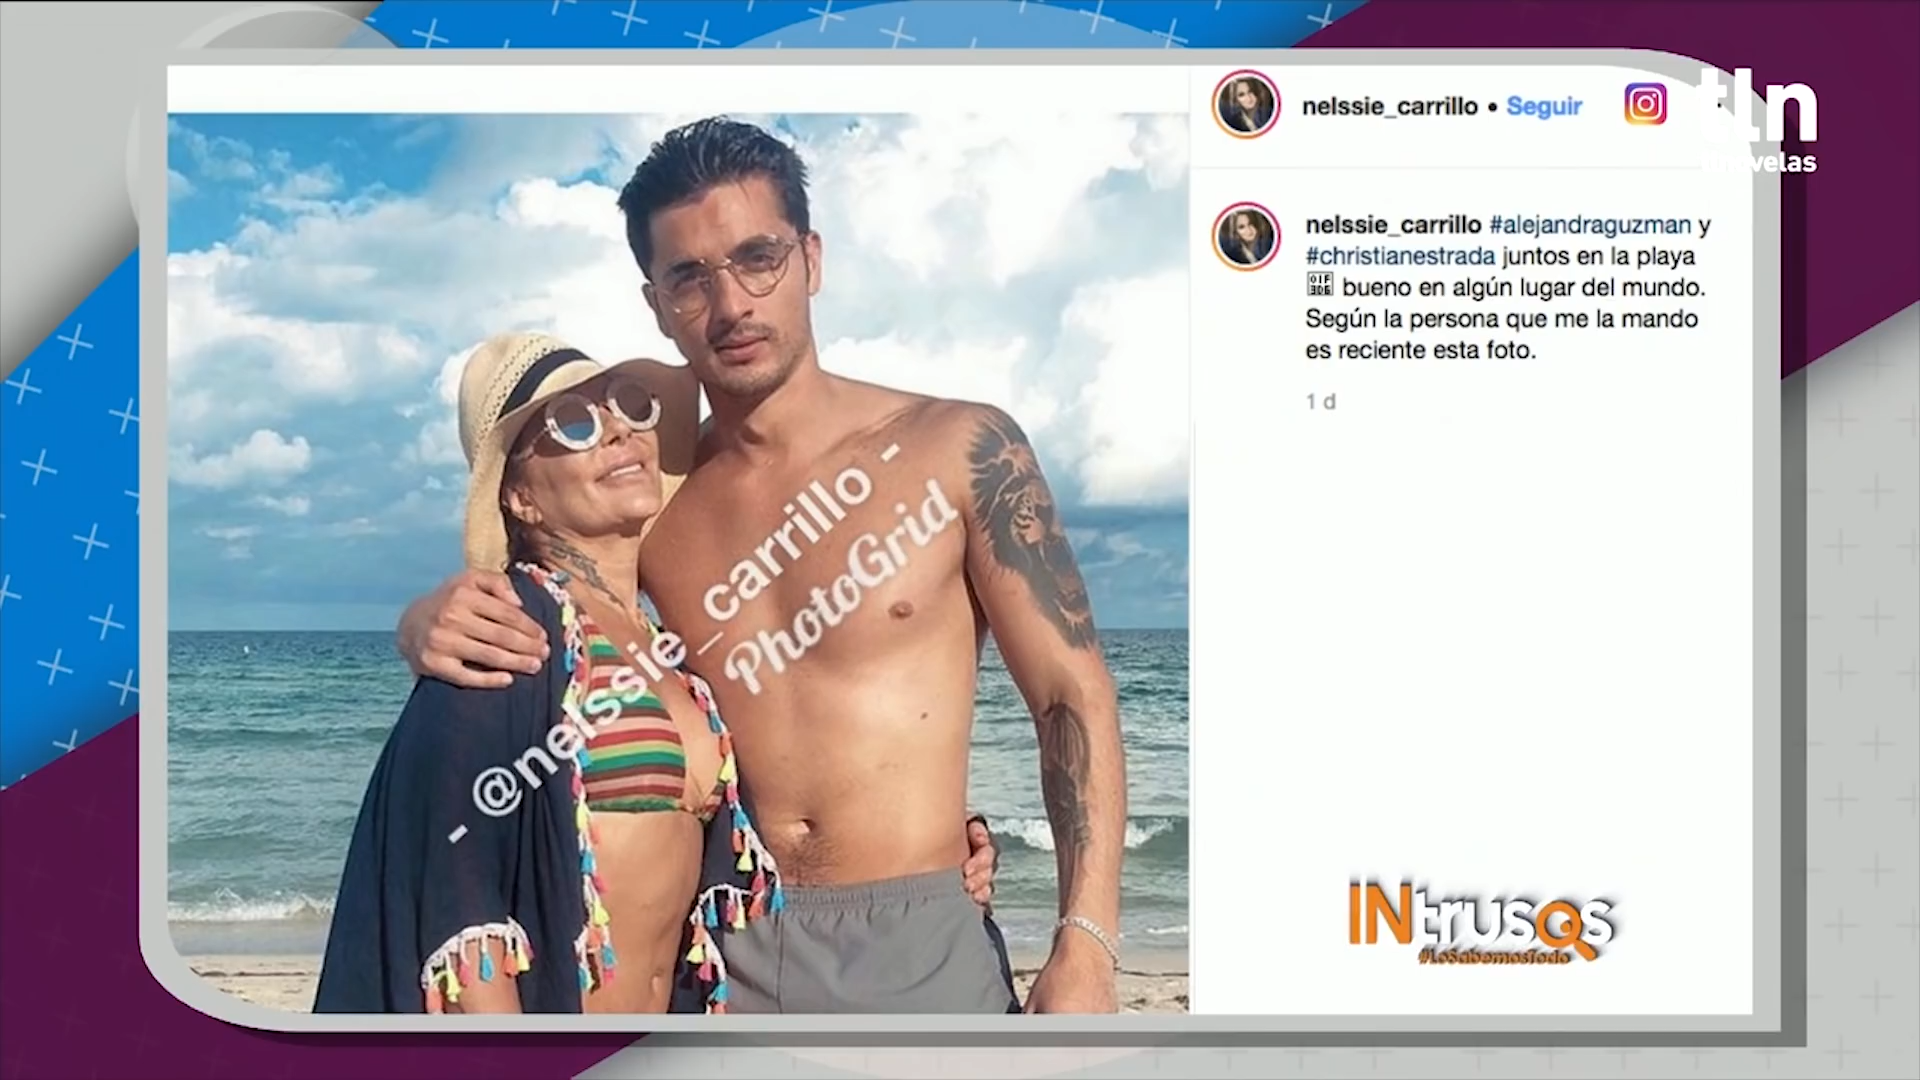 nelssie_carrillo • Seguir
tln
nelssie_carrillo #alejandraguzman y
#christianestrada juntos en la playa
bueno en algún lugar del mundo.
Según la persona que me la mando
es reciente esta foto.
1 d
- @nelssie_carrillo -
PhotoGrid
INtrusos
#LoSabemosTodo